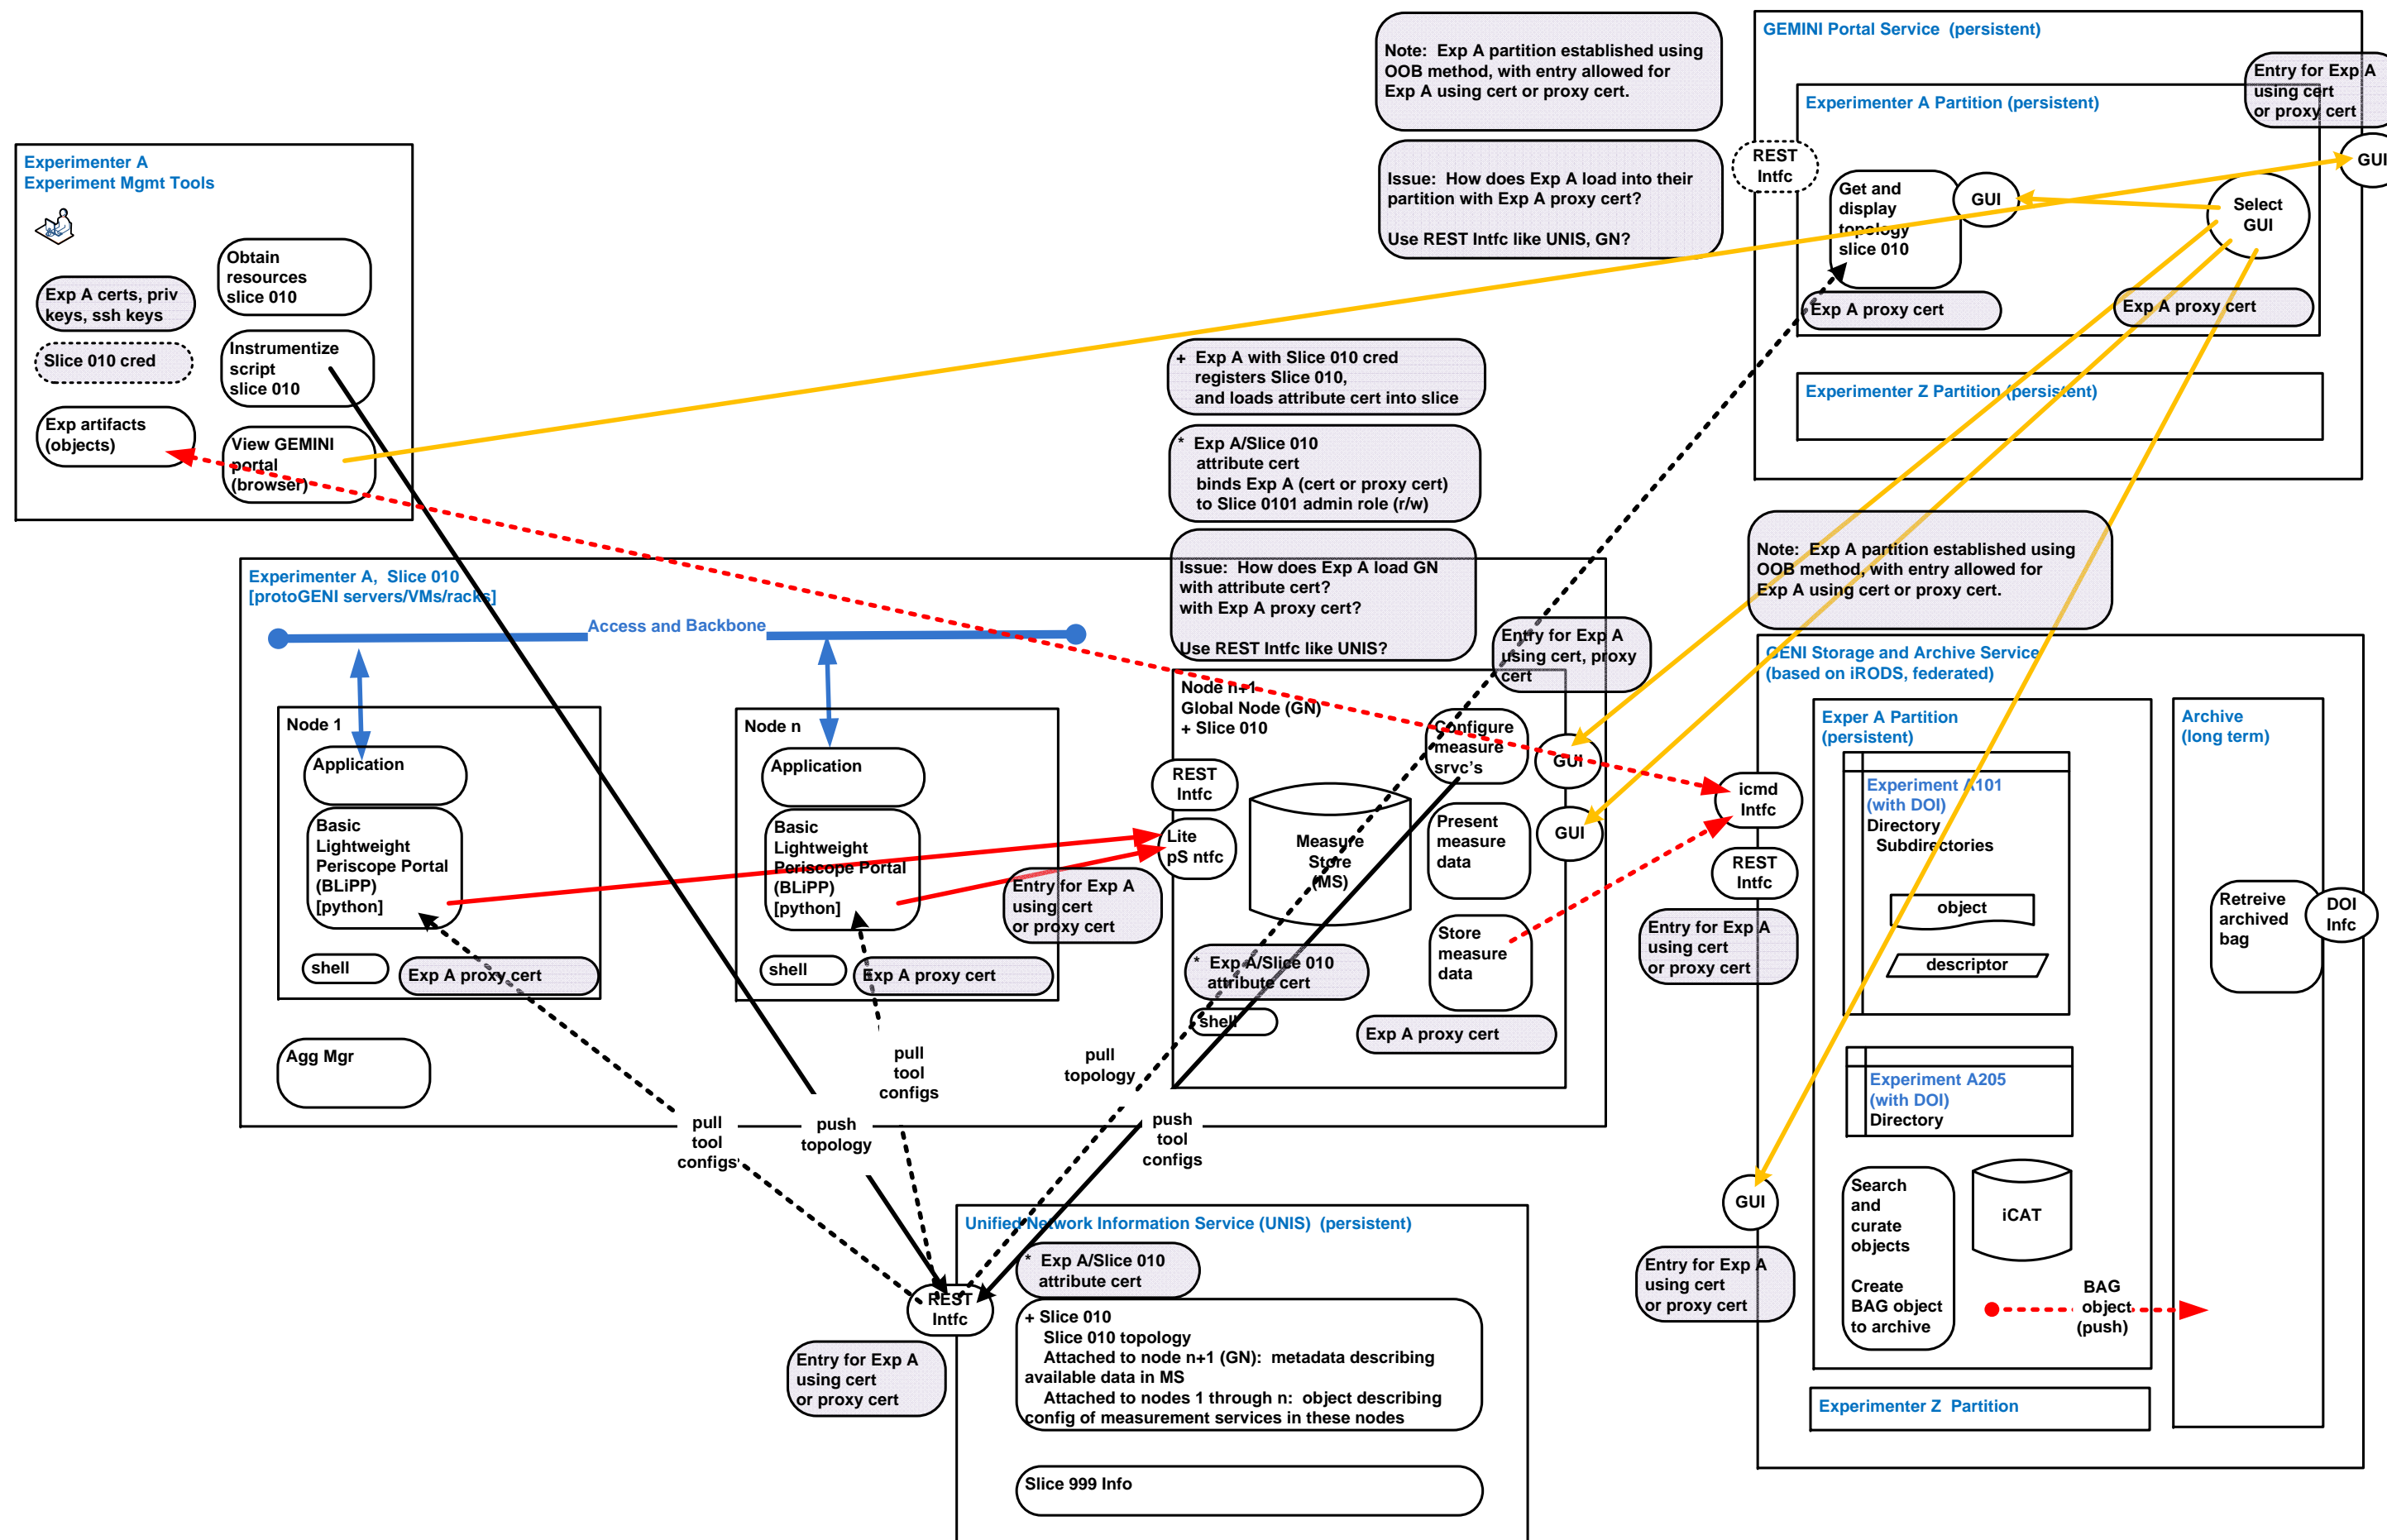 Note:  Exp A partition established using
OOB method, with entry allowed for
Exp A using cert or proxy cert.
Issue:  How does Exp A load into their
partition with Exp A proxy cert?
Use REST Intfc like UNIS, GN?
GEMINI Portal Service  (persistent)
Entry for Exp A
using cert
or proxy cert
Experimenter A Partition (persistent)
REST
Intfc
GUI
Get and
display
topology
slice 010
GUI
Select
GUI
Exp A proxy cert
Exp A proxy cert
Experimenter Z Partition (persistent)
Experimenter A
Experiment Mgmt Tools
Obtain
resources
slice 010
Exp A certs, priv
keys, ssh keys
Slice 010 cred
Instrumentize
script
slice 010
Exp artifacts
(objects)
View GEMINI
portal
(browser)
+  Exp A with Slice 010 cred
registers Slice 010,
and loads attribute cert into slice
*  Exp A/Slice 010
attribute cert
binds Exp A (cert or proxy cert)
to Slice 0101 admin role (r/w)
Issue:  How does Exp A load GN
with attribute cert?
with Exp A proxy cert?
Use REST Intfc like UNIS?
Experimenter A,  Slice 010
[protoGENI servers/VMs/racks]
Access and Backbone
Node 1
Application
Basic
Lightweight
Periscope Portal
(BLiPP)
[python]
shell
Exp A proxy cert
Agg Mgr
Node n
Application
Basic
Lightweight
Periscope Portal
(BLiPP)
[python]
shell
Exp A proxy cert
Entry for Exp A
using cert
or proxy cert
Entry for Exp A
using cert, proxy
cert
Node n+1
Global Node (GN)
+ Slice 010
REST
Intfc
Lite
pS ntfc
Configure
measure
srvc's
GUI
Measure
Store
(MS)
Present
measure
data
GUI
Store
measure
data
*  Exp A/Slice 010
attribute cert
shell
Exp A proxy cert
pull
tool
configs
push
topology
pull
tool
configs
pull
topology
push
tool
configs
Unified Network Information Service (UNIS)  (persistent)
*  Exp A/Slice 010
attribute cert
REST
Intfc
Entry for Exp A
using cert
or proxy cert
+ Slice 010
Slice 010 topology
Attached to node n+1 (GN):  metadata describing
available data in MS
Attached to nodes 1 through n:  object describing
config of measurement services in these nodes
Slice 999 Info
Note:  Exp A partition established using
OOB method, with entry allowed for
Exp A using cert or proxy cert.
GENI Storage and Archive Service
(based on iRODS, federated)
icmd
Intfc
REST
Intfc
Entry for Exp A
using cert
or proxy cert
Exper A Partition
(persistent)
Experiment A101
(with DOI)
Directory
Subdirectories
object
descriptor
Experiment A205
(with DOI)
Directory
GUI
Entry for Exp A
using cert
or proxy cert
Search
and
curate
objects
Create
BAG object
to archive
iCAT
BAG
object
(push)
Experimenter Z  Partition
Archive
(long term)
Retreive
archived
bag
DOI
Infc